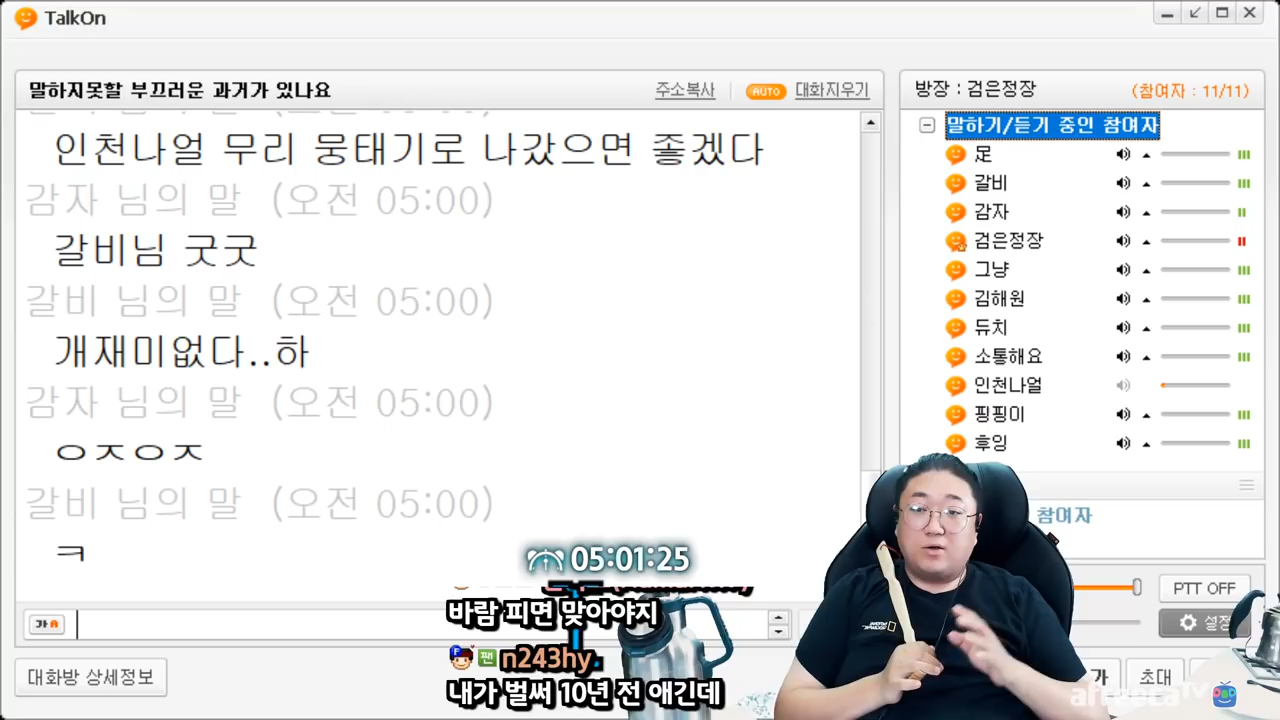 TalkOn
말하지못할 부끄러운 과거가 있나요
주소복사
AUTO
대화지우기
인천나얼 무리 뭉태기로 나갔으면 좋겠다
감자 님의 말 (오전 05:00)
갈비님 굿굿
갈비 님의 말 (오전 05:00)
개재미없다..하
감자 님의 말 (오전 05:00)
ㅇㅈㅇㅈ
갈비 님의 말 (오전 05:00)
ㅋ
가
대화방 상세정보
05:01:25
바람 피면 맞아야지
F 팬 n243hy
내가 벌써 10년 전 얘긴데
방장 : 검은정장
(참여자 : 11/11)
말하기/듣기 중인 참여자
足
갈비
감자
검은정장
그냥
김해원
듀치
소통해요
인천나얼
핑핑이
후잉
참여자
PTT OFF
설정
가
초대
afreecaTV